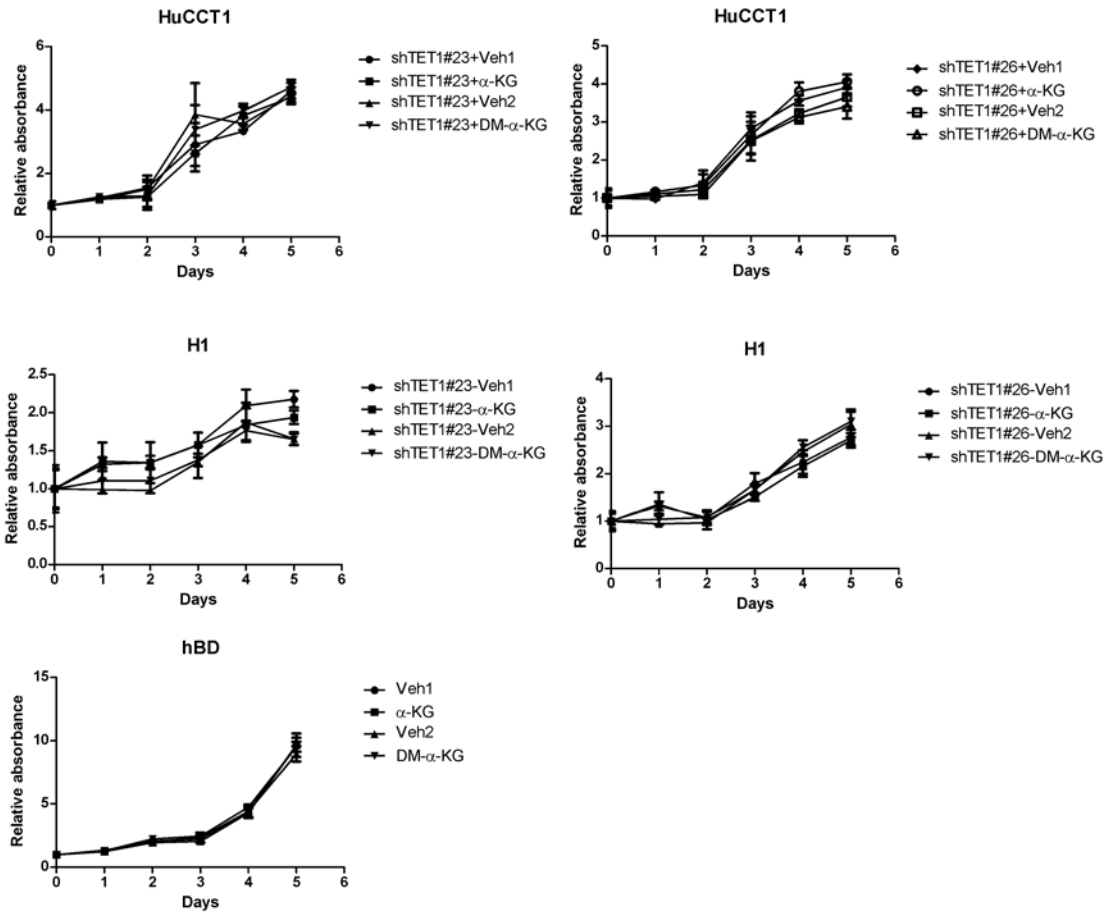 HuCCT1
Relative absorbance
6
4
2
0
0 1 2 3 4 5 6
Days
shTET1#23+Veh1
shTET1#23+α-KG
shTET1#23+Veh2
shTET1#23+DM-α-KG
HuCCT1
Relative absorbance
5
4
3
2
1
0
0 1 2 3 4 5 6
Days
shTET1#26+Veh1
shTET1#26+α-KG
shTET1#26+Veh2
shTET1#26+DM-α-KG
H1
Relative absorbance
2.5
2.0
1.5
1.0
0.5
0.0
0 1 2 3 4 5 6
Days
shTET1#23-Veh1
shTET1#23-α-KG
shTET1#23-Veh2
shTET1#23-DM-α-KG
H1
Relative absorbance
4
3
2
1
0
0 1 2 3 4 5 6
Days
shTET1#26-Veh1
shTET1#26-α-KG
shTET1#26-Veh2
shTET1#26-DM-α-KG
hBD
Relative absorbance
15
10
5
0
0 1 2 3 4 5 6
Days
Veh1
α-KG
Veh2
DM-α-KG